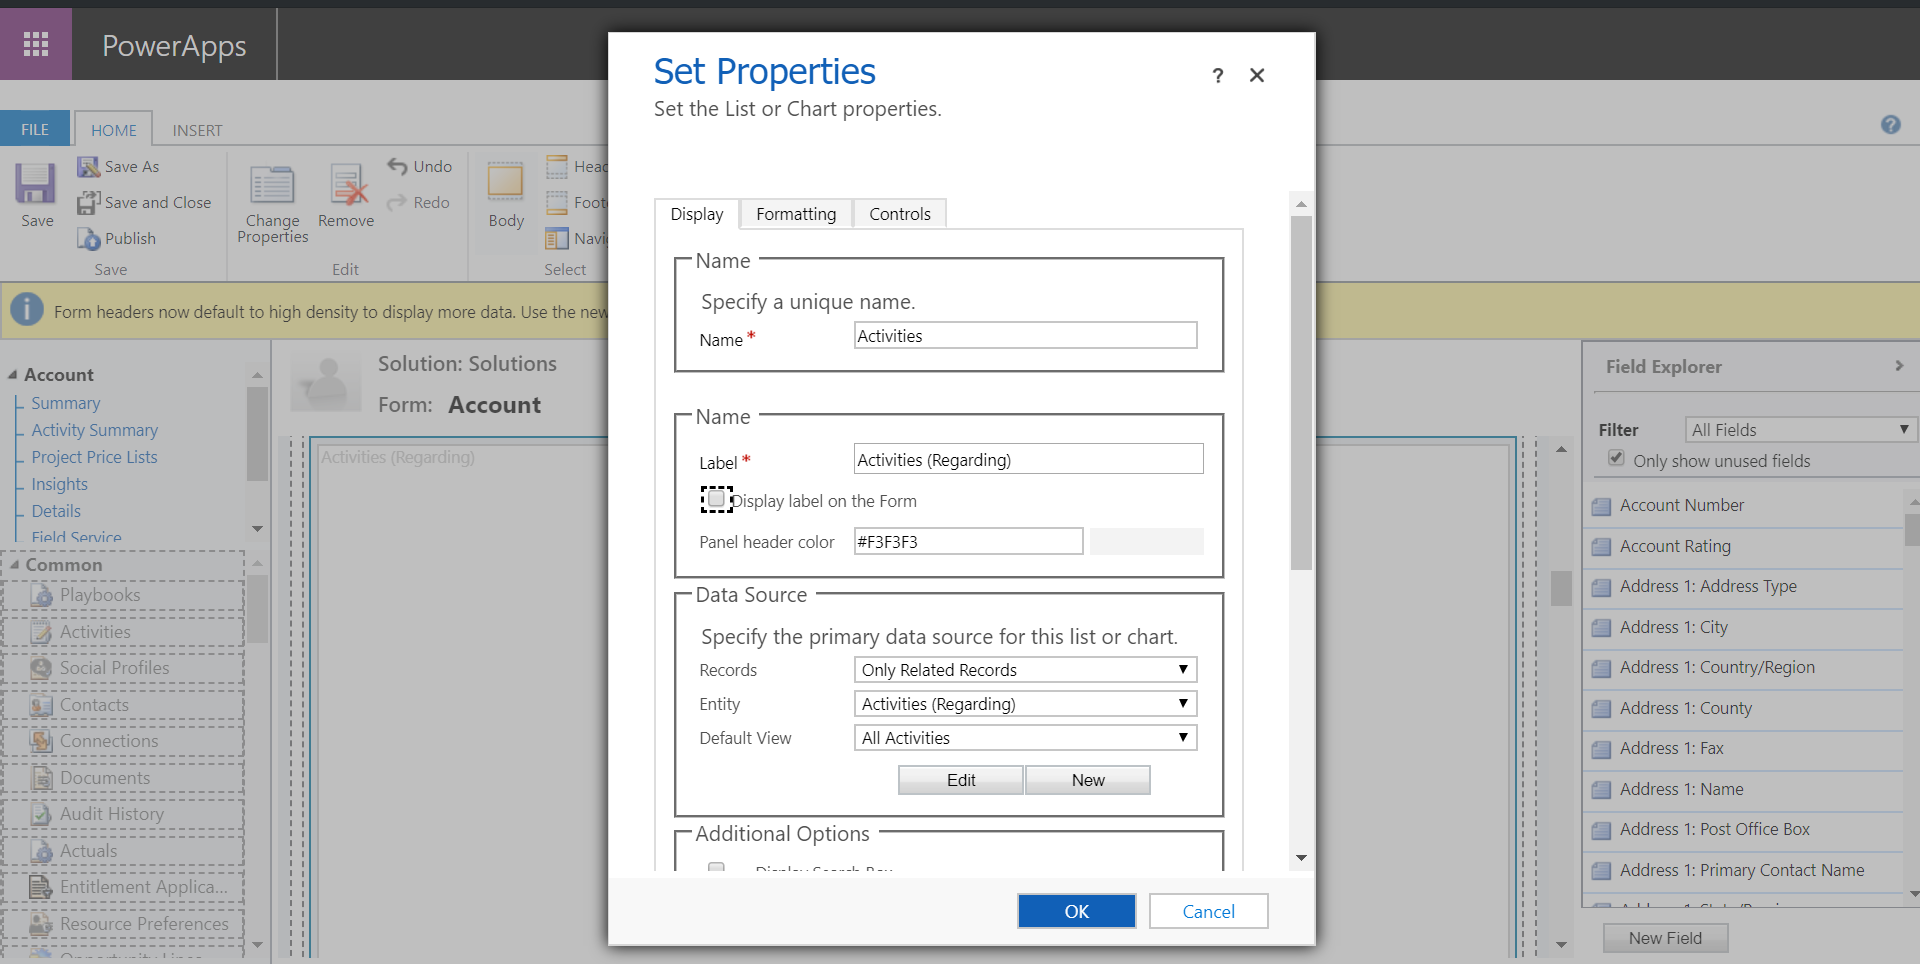 PowerApps
FILE
HOME
INSERT
Save
Save As
Save and Close
Publish
Save
Change
Properties
Remove
Undo
Redo
Edit
Body
Select
Form headers now default to high density to display more data. Use the new
Account
Summary
Activity Summary
Project Price Lists
Insights
Details
Field Service
Common
Playbooks
Activities
Social Profiles
Contacts
Connections
Documents
Audit History
Actuals
Entitlement Applica...
Resource Preferences
Solution: Solutions
Form: Account
Activities (Regarding)
Set Properties
?
Set the List or Chart properties.
Display
Formatting
Controls
Name
Specify a unique name.
Name *
Activities
Name
Label *
Activities (Regarding)
Display label on the Form
Panel header color
#F3F3F3
Data Source
Specify the primary data source for this list or chart.
Records
Only Related Records
Entity
Activities (Regarding)
Default View
All Activities
Edit
New
Additional Options
Display Search Box
OK
Cancel
Field Explorer
Filter
All Fields
Only show unused fields
Account Number
Account Rating
Address 1: Address Type
Address 1: City
Address 1: Country/Region
Address 1: County
Address 1: Fax
Address 1: Name
Address 1: Post Office Box
Address 1: Primary Contact Name
New Field